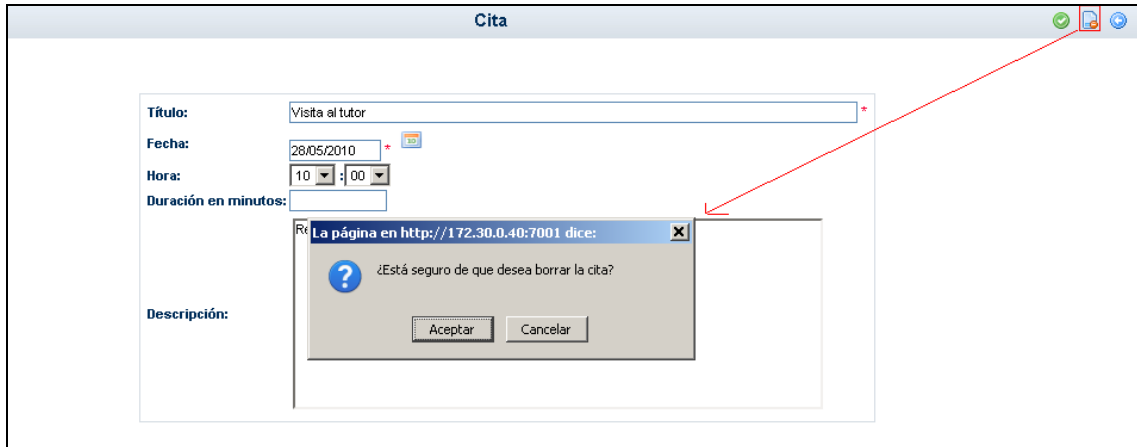 Cita
Título: Visita al tutor *
Fecha: 28/05/2010 *
Hora: 10 : 00
Duración en minutos:
Re
La página en http://172.30.0.40:7001 dice:
¿Está seguro de que desea borrar la cita?
Descripción:
Aceptar Cancelar